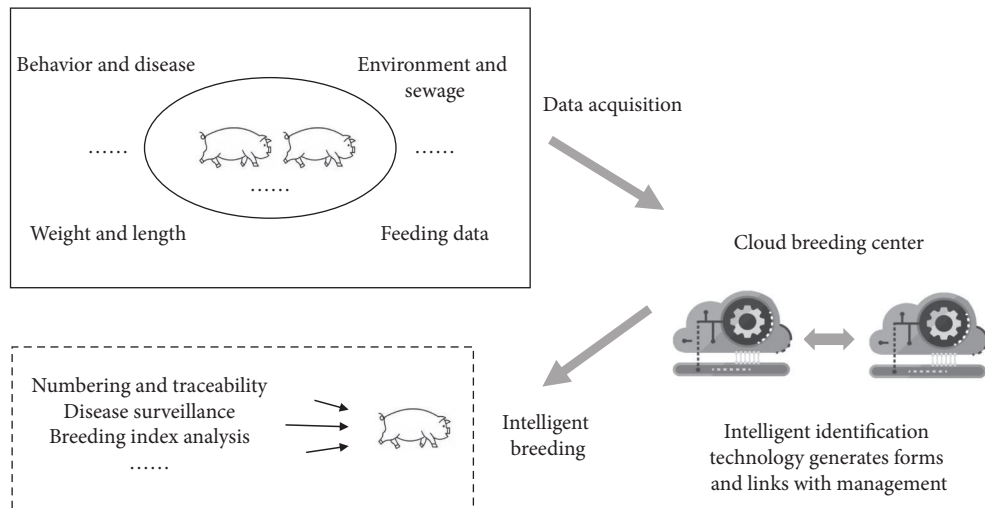 Behavior and disease
Environment and
sewage
......
......
......
Weight and length
Feeding data
Data acquisition
Cloud breeding center
Intelligent identification
technology generates forms
and links with management
Intelligent
breeding
Numbering and traceability
Disease surveillance
Breeding index analysis
......